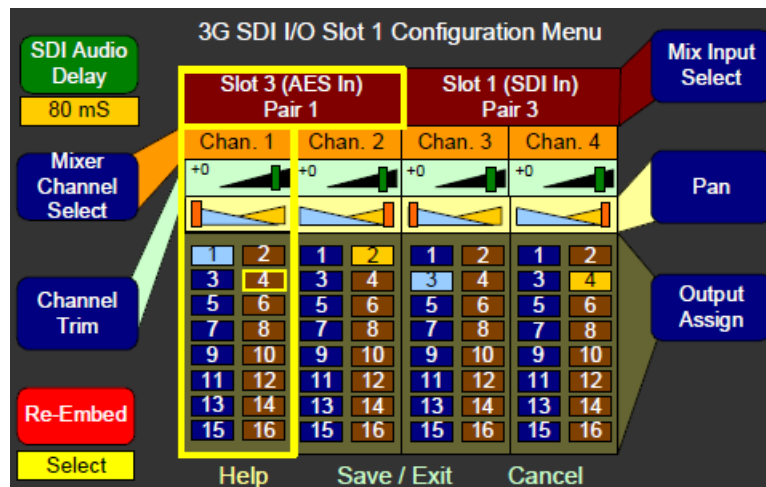 3G SDI I/O Slot 1 Configuration Menu
SDI Audio
Delay
80 mS
Mixer
Channel
Select
Channel
Trim
Re-Embed
Select
Slot 3 (AES In)
Pair 1
Slot 1 (SDI In)
Pair 3
Chan. 1 Chan. 2 Chan. 3 Chan. 4
+0 +0 +0 +0
1 2 1 2 1 2 1 2
3 4 3 4 3 4 3 4
5 6 5 6 5 6 5 6
7 8 7 8 7 8 7 8
9 10 9 10 9 10 9 10
11 12 11 12 11 12 11 12
13 14 13 14 13 14 13 14
15 16 15 16 15 16 15 16
Mix Input
Select
Pan
Output
Assign
Help Save / Exit Cancel